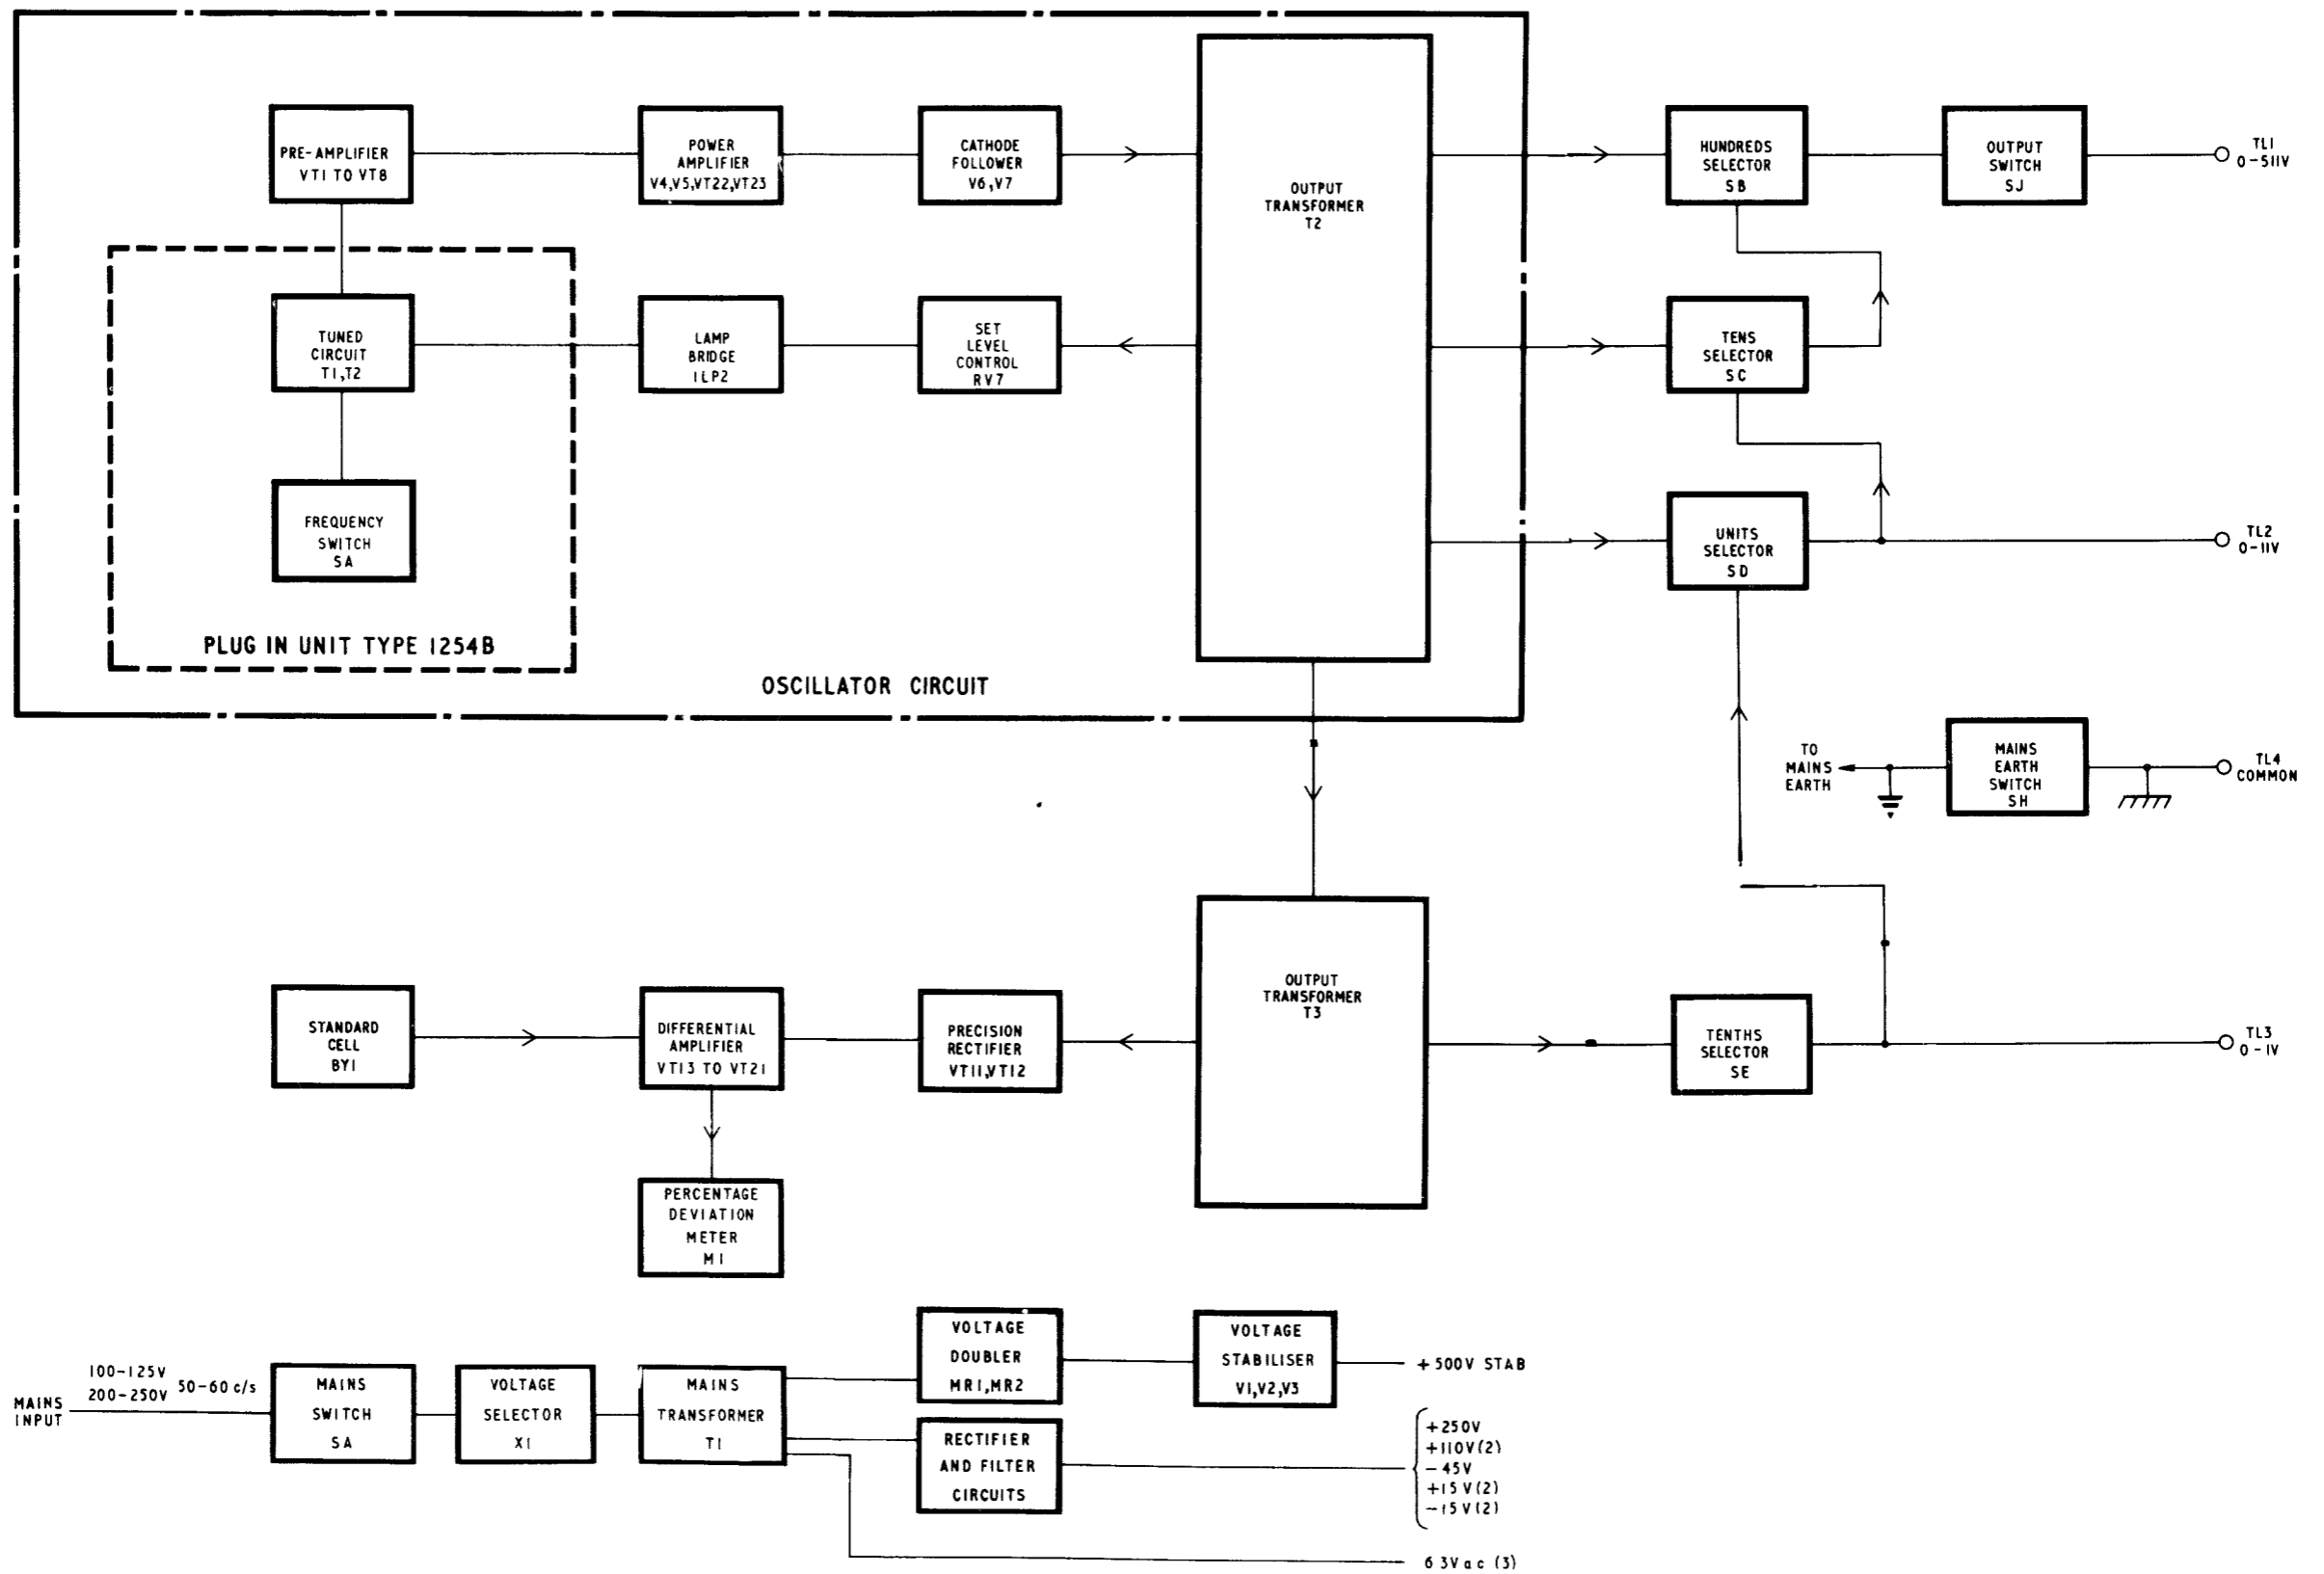 PRE-AMPLIFIER
VT1 TO VT8
POWER
AMPLIFIER
V4,V5,VT22,VT23
CATHODE
FOLLOWER
V6,V7
OUTPUT
TRANSFORMER
T2
HUNDREDS
SELECTOR
SB
OUTPUT
SWITCH
SJ
TL1
0-511V
TUNED
CIRCUIT
T1,T2
LAMP
BRIDGE
ILP2
SET
LEVEL
CONTROL
RV7
TENS
SELECTOR
SC
FREQUENCY
SWITCH
SA
UNITS
SELECTOR
SD
TL2
0-11V
PLUG IN UNIT TYPE 1254B
OSCILLATOR CIRCUIT
TO
MAINS
EARTH
MAINS
EARTH
SWITCH
SH
TL4
COMMON
STANDARD
CELL
BY1
DIFFERENTIAL
AMPLIFIER
VT13 TO VT21
PRECISION
RECTIFIER
VT11,VT12
OUTPUT
TRANSFORMER
T3
TENTHS
SELECTOR
SE
TL3
0-1V
PERCENTAGE
DEVIATION
METER
M1
MAINS
INPUT
100-125V
200-250V
50-60 c/s
MAINS
SWITCH
SA
VOLTAGE
SELECTOR
X1
MAINS
TRANSFORMER
T1
VOLTAGE
DOUBLER
MR1,MR2
VOLTAGE
STABILISER
V1,V2,V3
+500V STAB
RECTIFIER
AND FILTER
CIRCUITS
+250V
+110V(2)
-45V
+15V(2)
-15V(2)
6 3V a c (3)